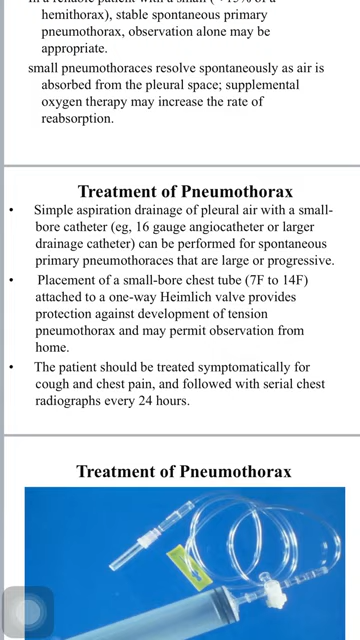 hemithorax), stable spontaneous primary
pneumothorax, observation alone may be
appropriate.
small pneumothoraces resolve spontaneously as air is
absorbed from the pleural space; supplemental
oxygen therapy may increase the rate of
reabsorption.
Treatment of Pneumothorax
• Simple aspiration drainage of pleural air with a small-
bore catheter (eg, 16 gauge angiocatheter or larger
drainage catheter) can be performed for spontaneous
primary pneumothoraces that are large or progressive.
• Placement of a small-bore chest tube (7F to 14F)
attached to a one-way Heimlich valve provides
protection against development of tension
pneumothorax and may permit observation from
home.
• The patient should be treated symptomatically for
cough and chest pain, and followed with serial chest
radiographs every 24 hours.
Treatment of Pneumothorax